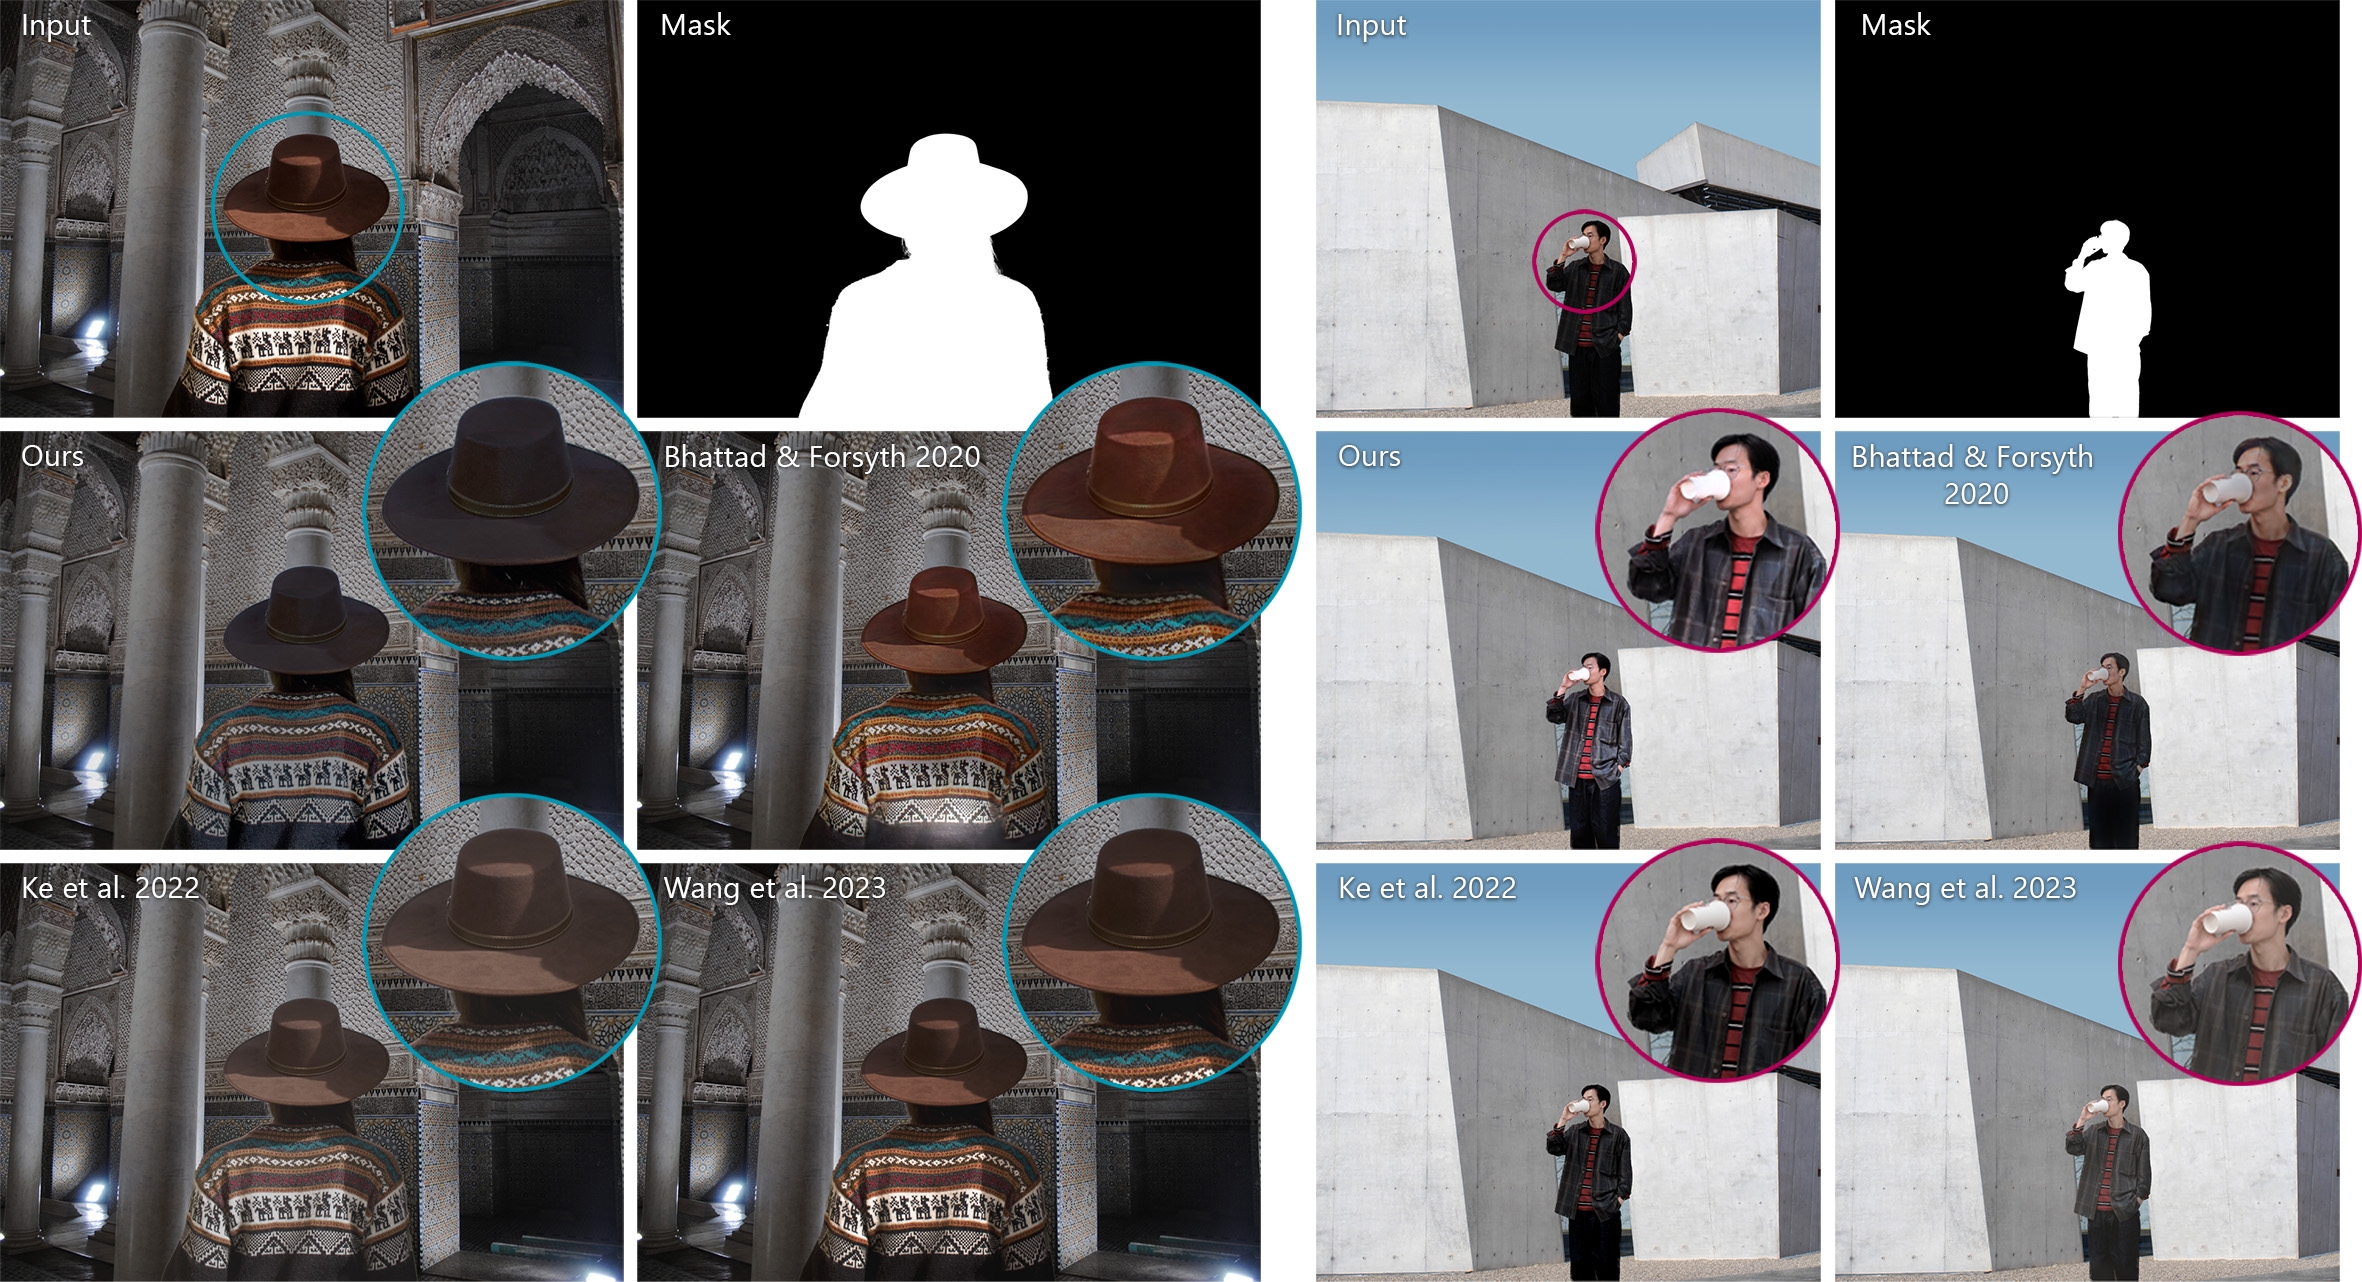 Input
Mask
Input
Mask
Ours
Bhattad & Forsyth 2020
Ours
Bhattad & Forsyth
2020
Ke et al. 2022
Wang et al. 2023
Ke et al. 2022
Wang et al. 2023